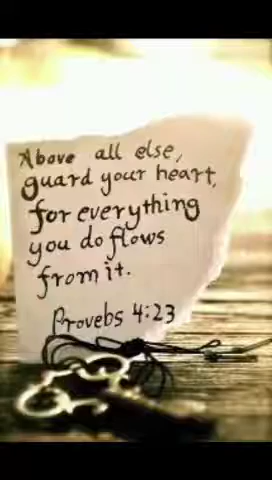 Above all else,
guard your heart,
for everything
you do flows
from it.
Provebs 4:23